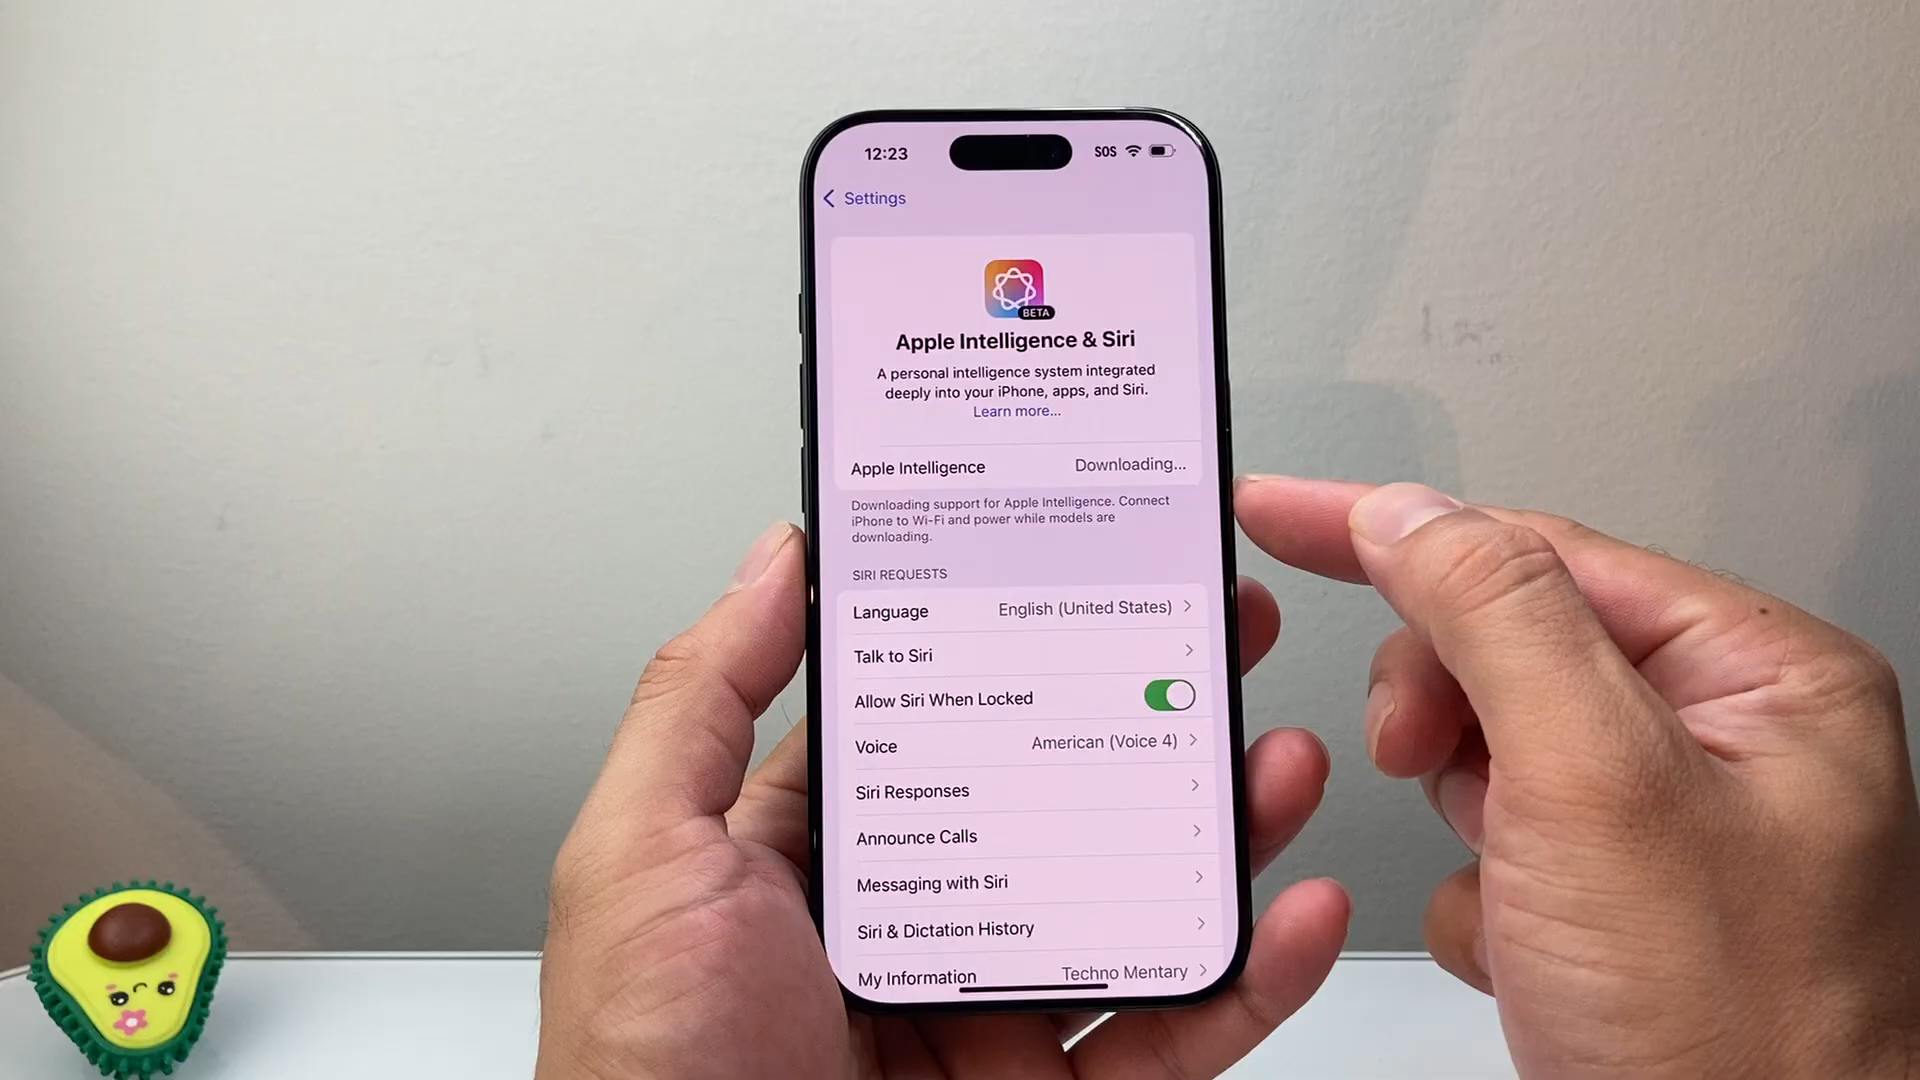 12:23
SOS
Settings
BETA
Apple Intelligence & Siri
A personal intelligence system integrated
deeply into your iPhone, apps, and Siri.
Learn more...
Apple Intelligence Downloading...
Downloading support for Apple Intelligence. Connect
iPhone to Wi-Fi and power while models are
downloading.
SIRI REQUESTS
Language English (United States)
Talk to Siri
Allow Siri When Locked
Voice American (Voice 4)
Siri Responses
Announce Calls
Messaging with Siri
Siri & Dictation History
My Information Techno Mentary